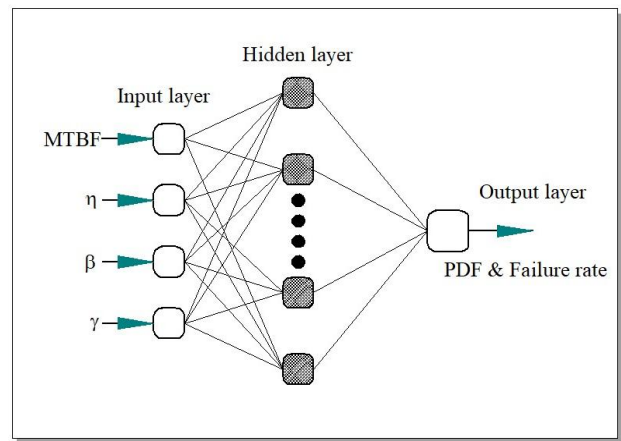 Hidden layer
Input layer
MTBF
η
β
γ
Output layer
PDF & Failure rate